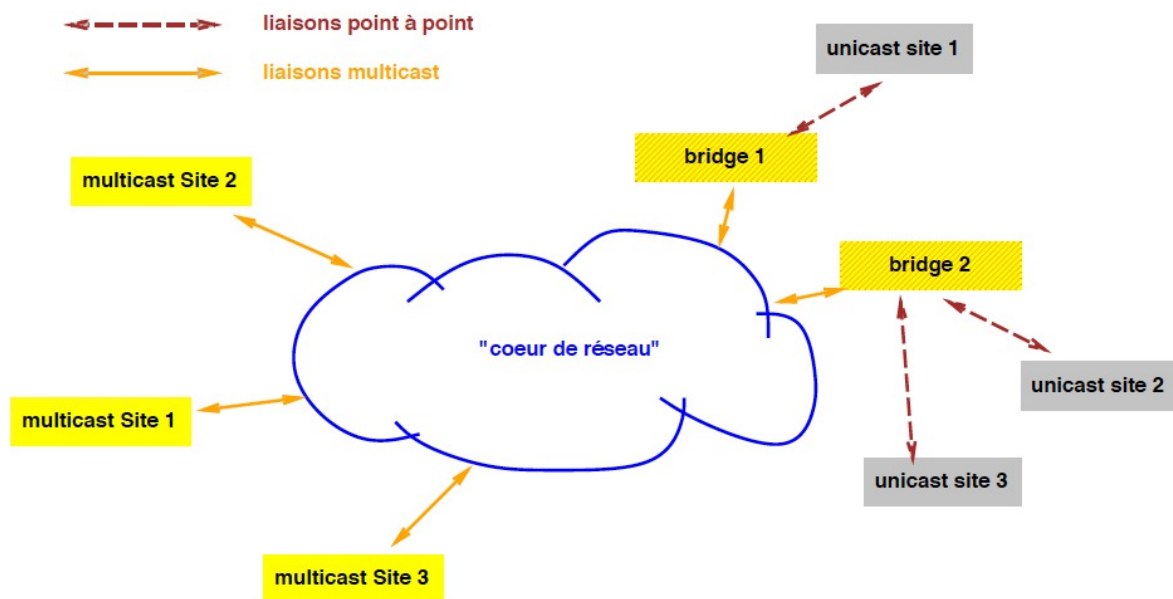 liaisons point à point
liaisons multicast
unicast site 1
bridge 1
multicast Site 2
bridge 2
"coeur de réseau"
unicast site 2
multicast Site 1
unicast site 3
multicast Site 3